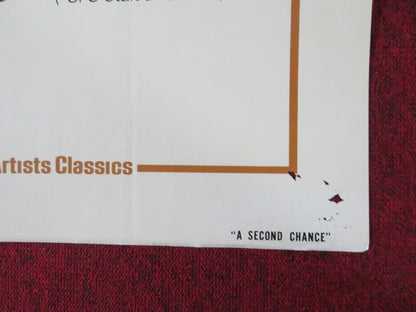 Artists Classics
"A SECOND CHANCE"